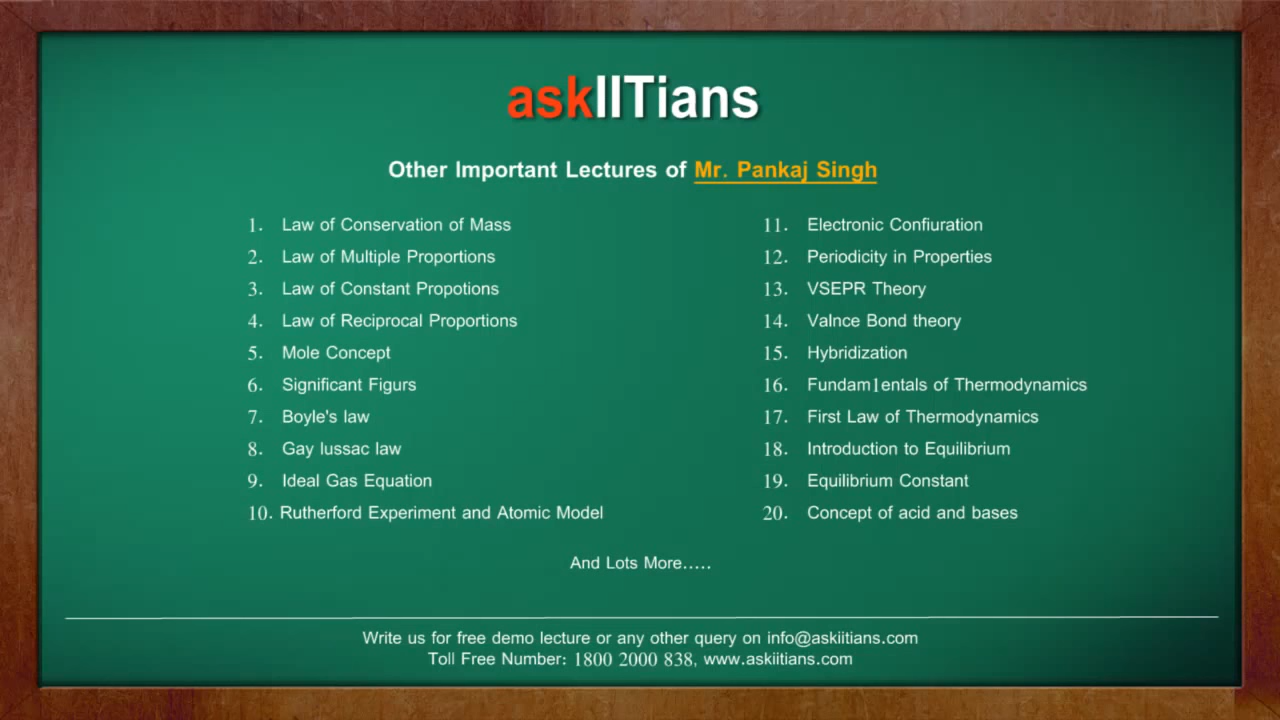 askIITians
Other Important Lectures of Mr. Pankaj Singh
1. Law of Conservation of Mass
2. Law of Multiple Proportions
3. Law of Constant Propotions
4. Law of Reciprocal Proportions
5. Mole Concept
6. Significant Figurs
7. Boyle's law
8. Gay lussac law
9. Ideal Gas Equation
10. Rutherford Experiment and Atomic Model
11. Electronic Confiuration
12. Periodicity in Properties
13. VSEPR Theory
14. Valnce Bond theory
15. Hybridization
16. Fundam1entals of Thermodynamics
17. First Law of Thermodynamics
18. Introduction to Equilibrium
19. Equilibrium Constant
20. Concept of acid and bases
And Lots More.....
Write us for free demo lecture or any other query on info@askiitians.com
Toll Free Number: 1800 2000 838, www.askiitians.com